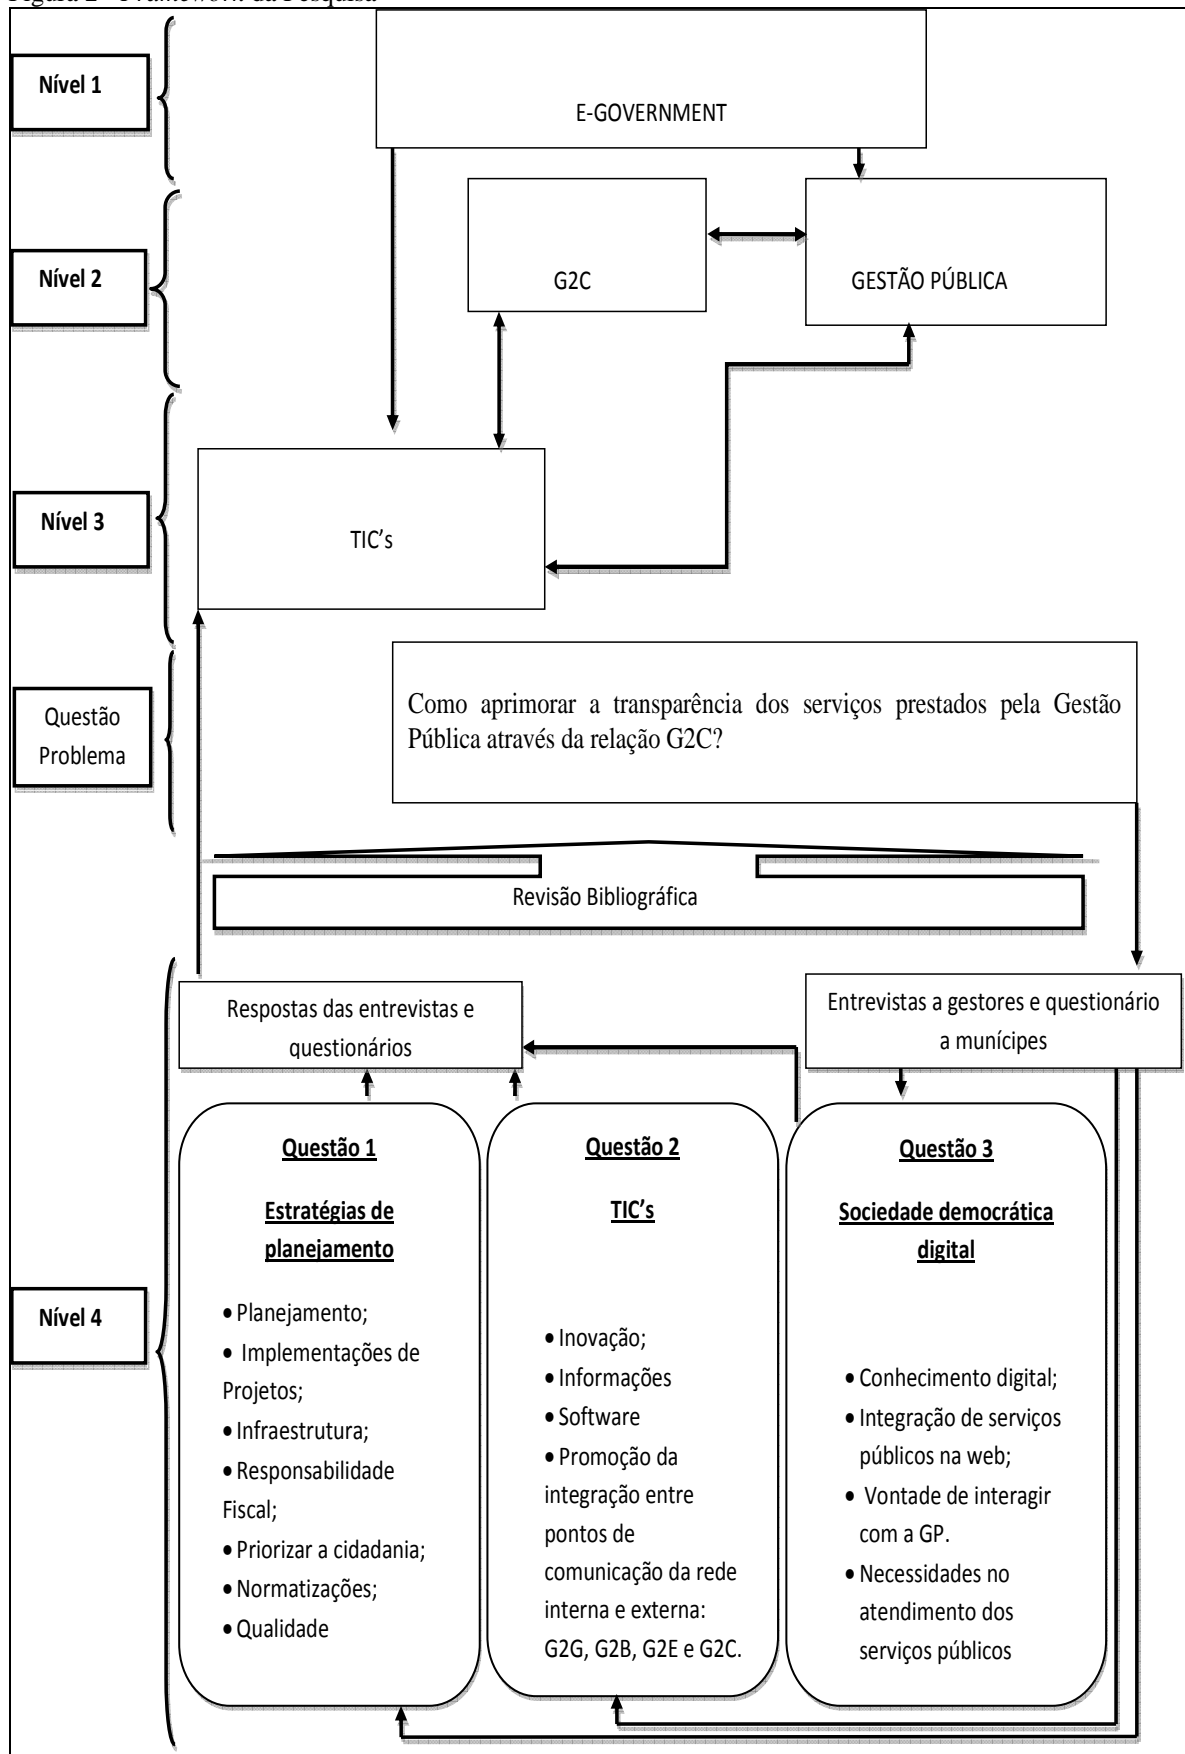 Figura 2 - Framework da Pesquisa
Nível 1
E-GOVERNMENT
Nível 2
G2C
GESTÃO PÚBLICA
Nível 3
TIC's
Questão
Problema
Como aprimorar a transparência dos serviços prestados pela Gestão
Pública através da relação G2C?
Revisão Bibliográfica
Respostas das entrevistas e
questionários
Entrevistas a gestores e questionário
a munícipes
Nível 4
Questão 1
Estratégias de
planejamento
• Planejamento;
• Implementações de
Projetos;
• Infraestrutura;
• Responsabilidade
Fiscal;
• Priorizar a cidadania;
• Normatizações;
• Qualidade
Questão 2
TIC's
• Inovação;
• Informações
• Software
• Promoção da
integração entre
pontos de
comunicação da rede
interna e externa:
G2G, G2B, G2E e G2C.
Questão 3
Sociedade democrática
digital
• Conhecimento digital;
• Integração de serviços
públicos na web;
• Vontade de interagir
com a GP.
• Necessidades no
atendimento dos
serviços públicos